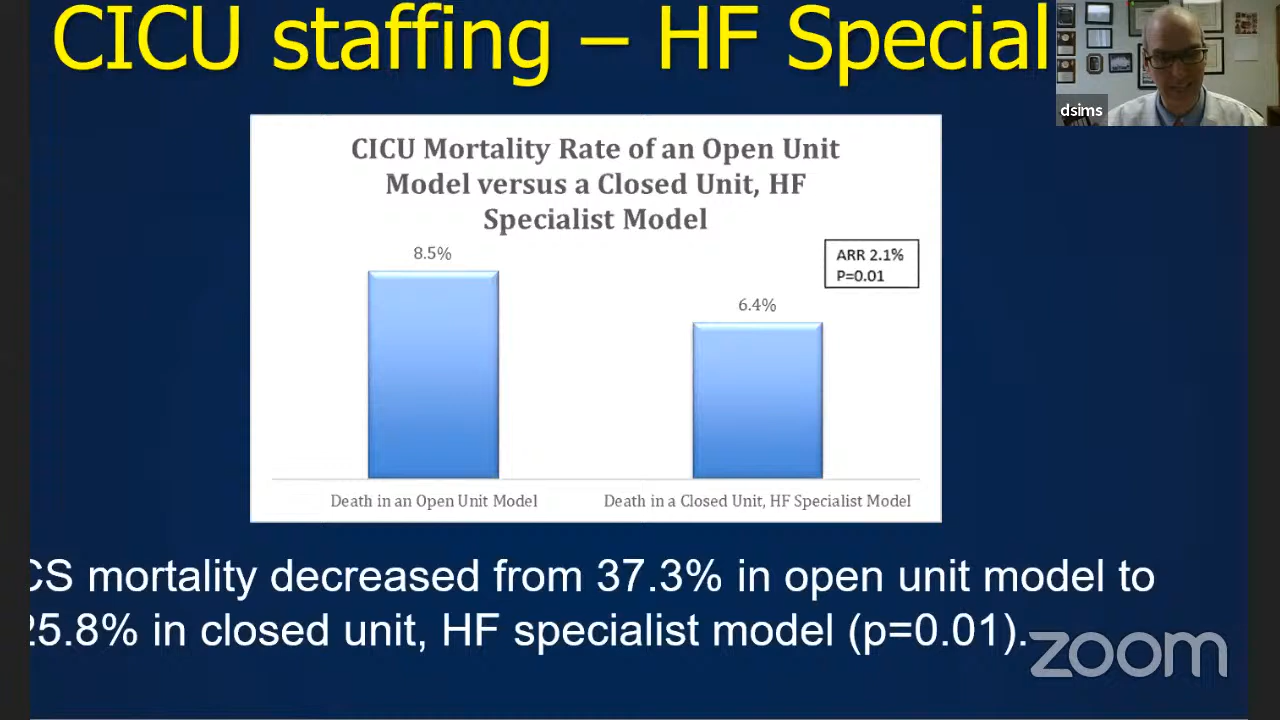 CICU staffing – HF Special
dsims
CICU Mortality Rate of an Open Unit
Model versus a Closed Unit, HF
Specialist Model
8.5%
ARR 2.1%
P=0.01
6.4%
Death in an Open Unit Model
Death in a Closed Unit, HF Specialist Model
CS mortality decreased from 37.3% in open unit model to
25.8% in closed unit, HF specialist model (p=0.01).
zoom